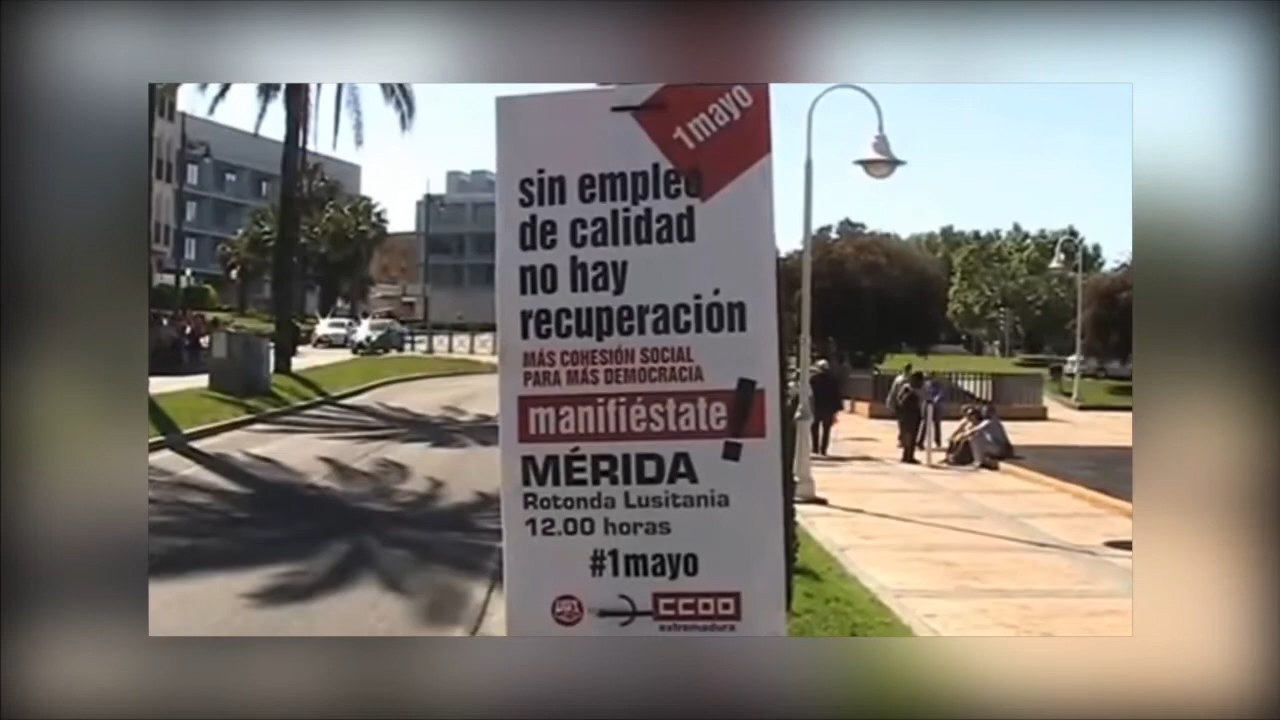 1mayo
sin empleo
de calidad
no hay
recuperación
MÁS COHESIÓN SOCIAL
PARA MÁS DEMOCRACIA
manifiéstate!
MÉRIDA
Rotonda Lusitania
12.00 horas
#1mayo
UGT CCOO
extremadura